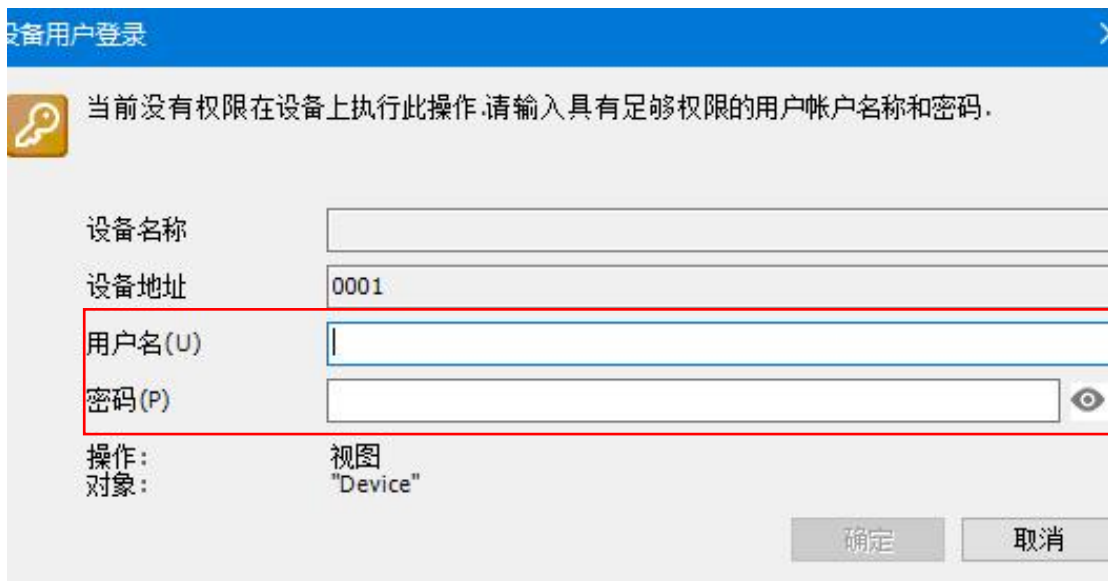 设备用户登录
当前没有权限在设备上执行此操作.请输入具有足够权限的用户帐户名称和密码.
设备名称
设备地址 0001
用户名(U)
密码(P)
操作: 视图
对象: "Device"
确定 取消